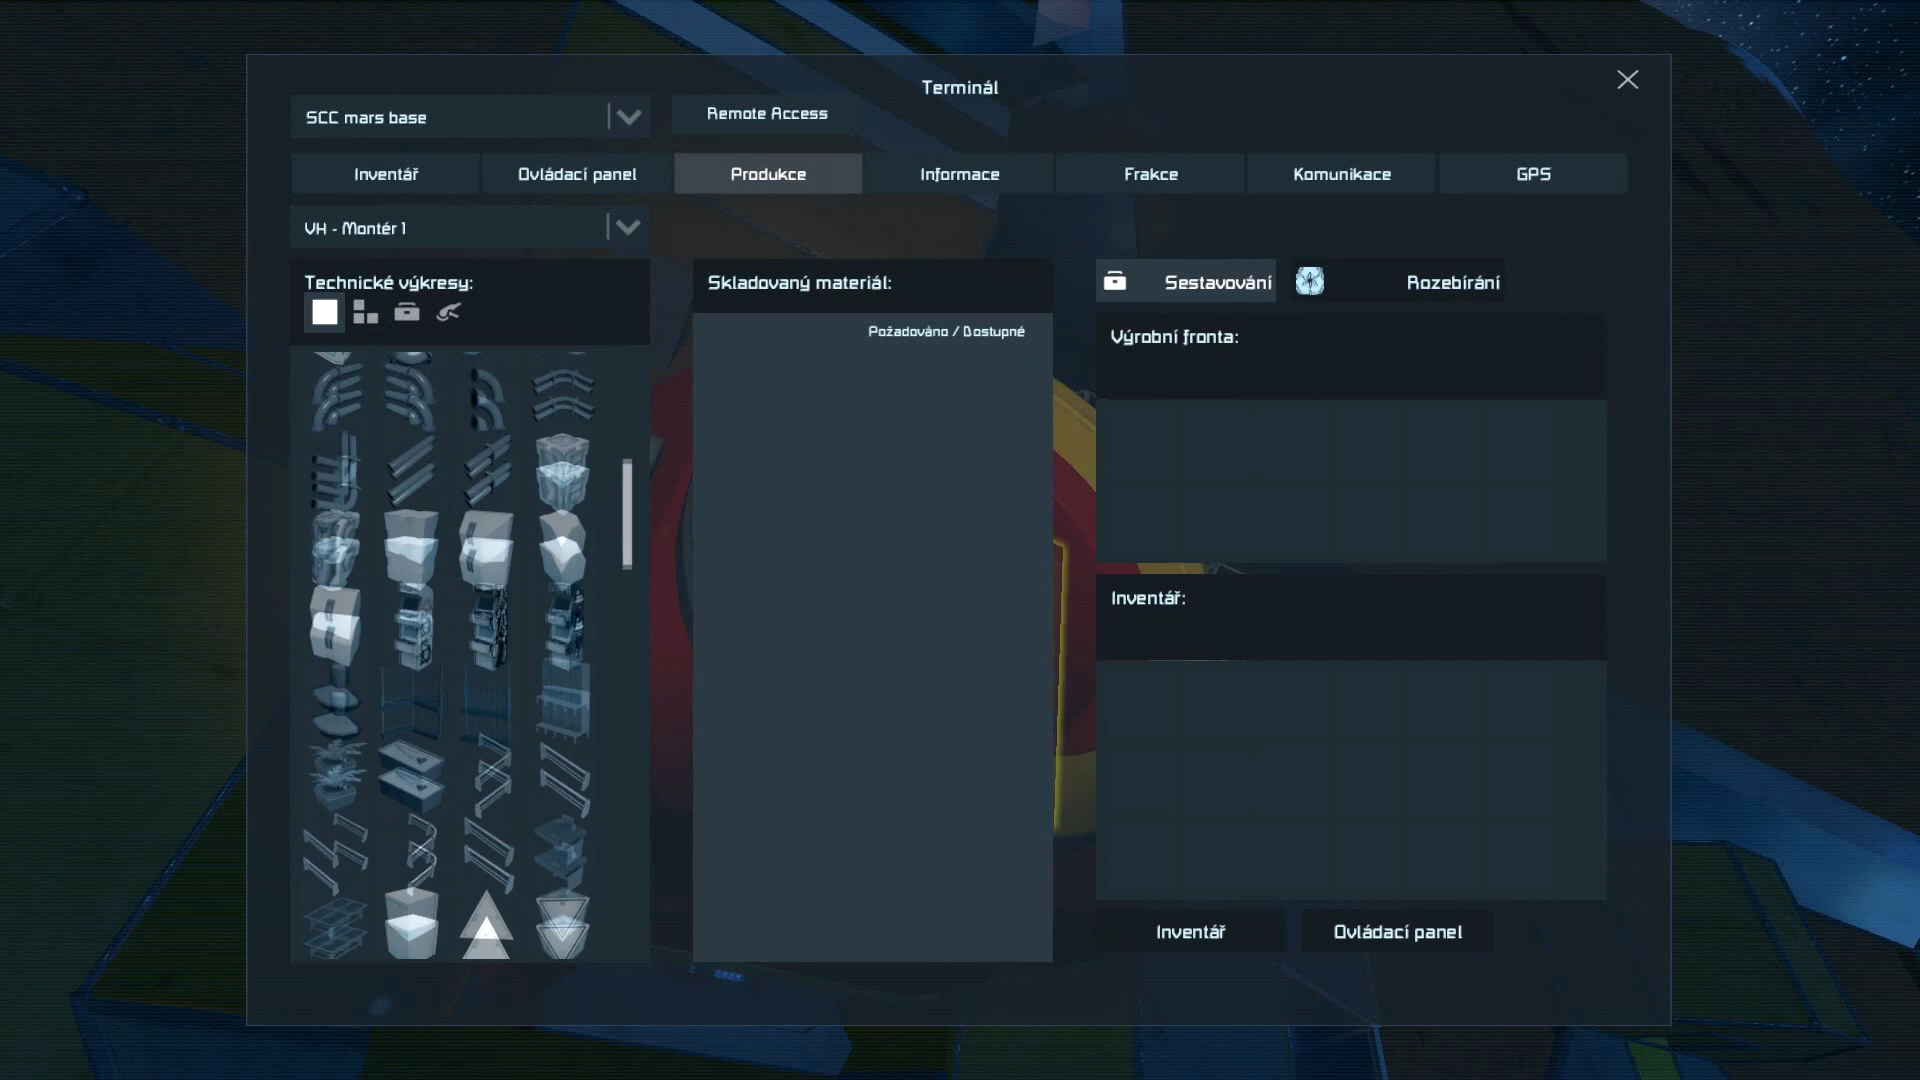 Terminál
SCC mars base
Remote Access
Inventář
Ovládací panel
Produkce
Informace
Frakce
Komunikace
GPS
VH - Montér 1
Technické výkresy:
Skladovaný materiál:
Požadováno / Dostupné
Sestavování
Rozebírání
Výrobní fronta:
Inventář:
Inventář
Ovládací panel